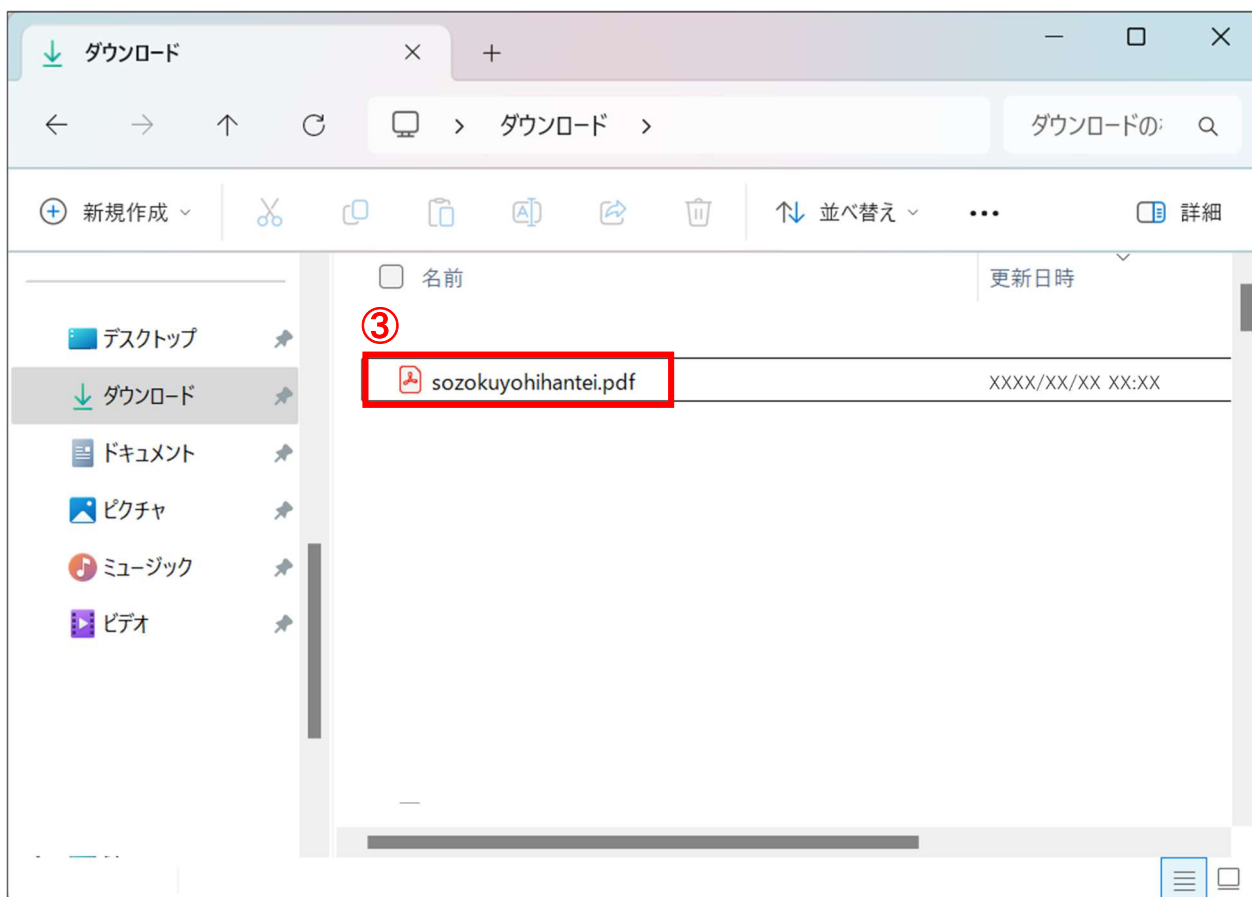 ダウンロード
ダウンロード
ダウンロードの
新規作成
並べ替え
詳細
名前 更新日時
③
デスクトップ
sozokuyohihantei.pdf XXXX/XX/XX XX:XX
ダウンロード
ドキュメント
ピクチャ
ミュージック
ビデオ